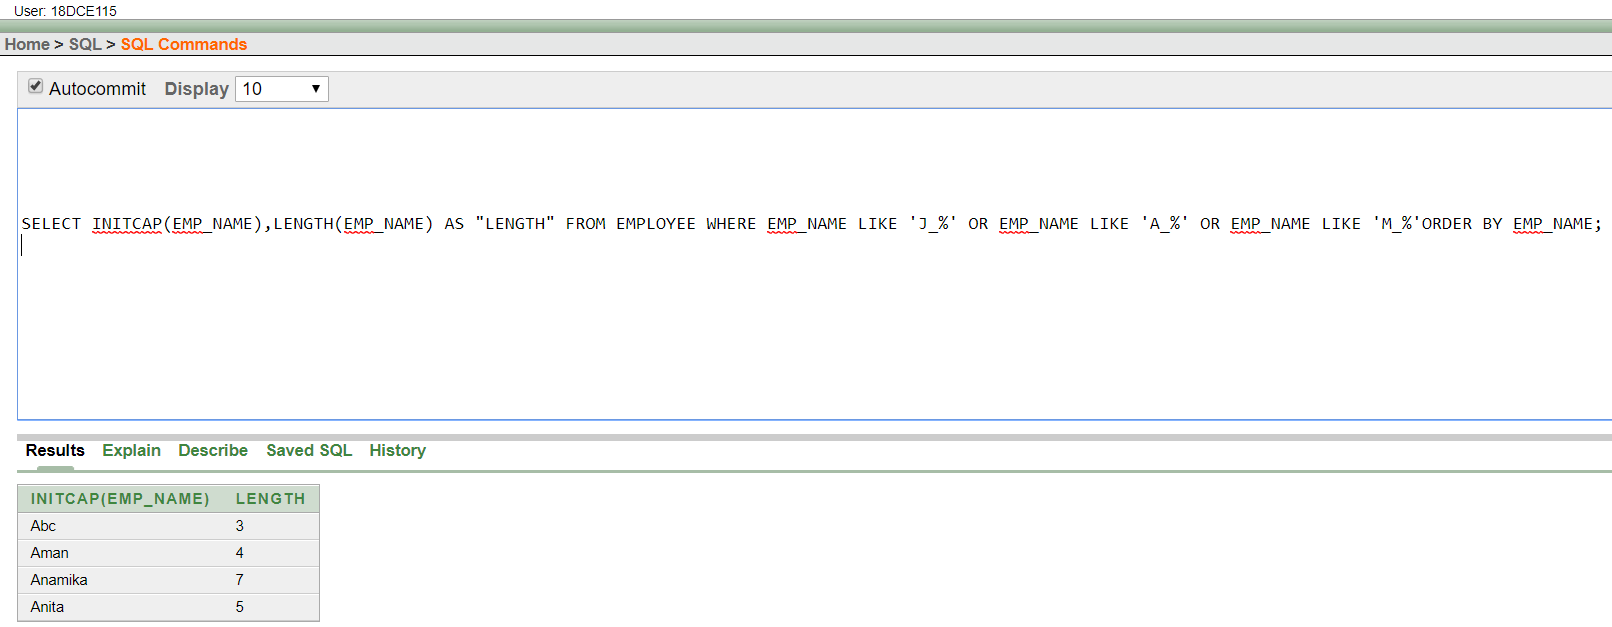 User: 18DCE115
Home > SQL > SQL Commands
Autocommit Display 10
SELECT INITCAP(EMP_NAME),LENGTH(EMP_NAME) AS "LENGTH" FROM EMPLOYEE WHERE EMP_NAME LIKE 'J_%' OR EMP_NAME LIKE 'A_%' OR EMP_NAME LIKE 'M_%'ORDER BY EMP_NAME;
Results Explain Describe Saved SQL History
INITCAP(EMP_NAME) LENGTH
Abc 3
Aman 4
Anamika 7
Anita 5